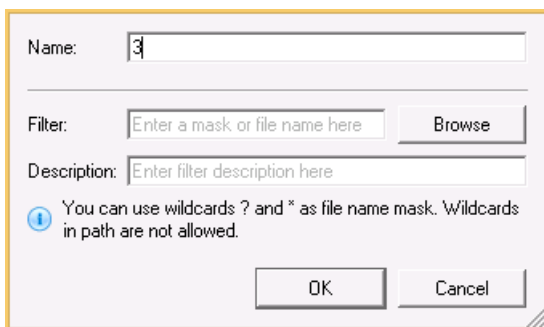 Name: 3
Filter: Enter a mask or file name here Browse
Description: Enter filter description here
You can use wildcards ? and * as file name mask. Wildcards
in path are not allowed.
OK Cancel